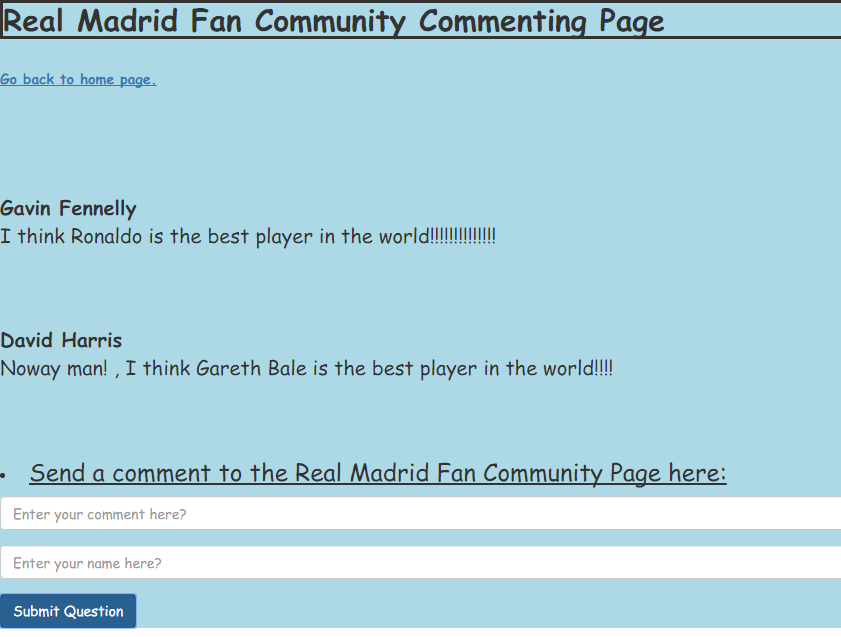 Real Madrid Fan Community Commenting Page
Go back to home page.
Gavin Fennelly
I think Ronaldo is the best player in the world!!!!!!!!!!!!!!
David Harris
Noway man! , I think Gareth Bale is the best player in the world!!!!
Send a comment to the Real Madrid Fan Community Page here:
Enter your comment here?
Enter your name here?
Submit Question